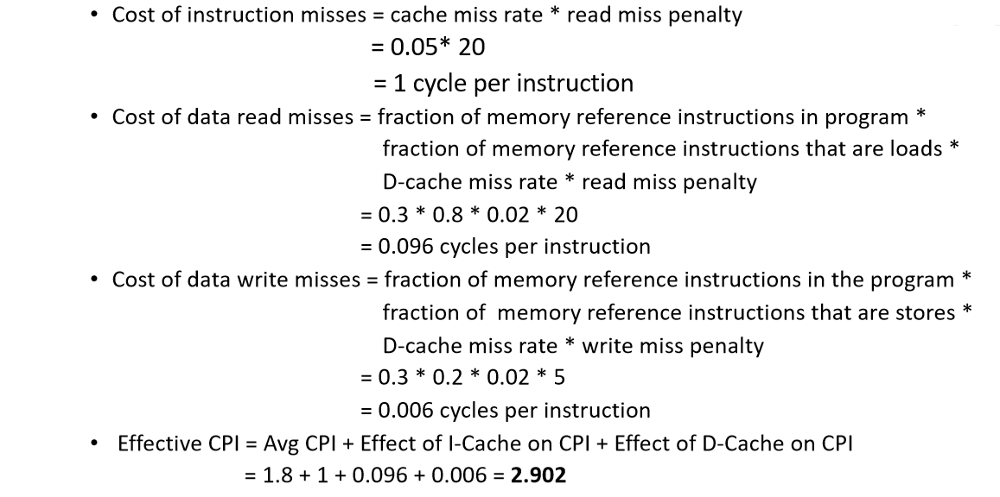 • Cost of instruction misses = cache miss rate * read miss penalty
= 0.05* 20
= 1 cycle per instruction
• Cost of data read misses = fraction of memory reference instructions in program *
fraction of memory reference instructions that are loads *
D-cache miss rate * read miss penalty
= 0.3 * 0.8 * 0.02 * 20
= 0.096 cycles per instruction
• Cost of data write misses = fraction of memory reference instructions in the program *
fraction of  memory reference instructions that are stores *
D-cache miss rate * write miss penalty
= 0.3 * 0.2 * 0.02 * 5
= 0.006 cycles per instruction
• Effective CPI = Avg CPI + Effect of I-Cache on CPI + Effect of D-Cache on CPI
= 1.8 + 1 + 0.096 + 0.006 = 2.902